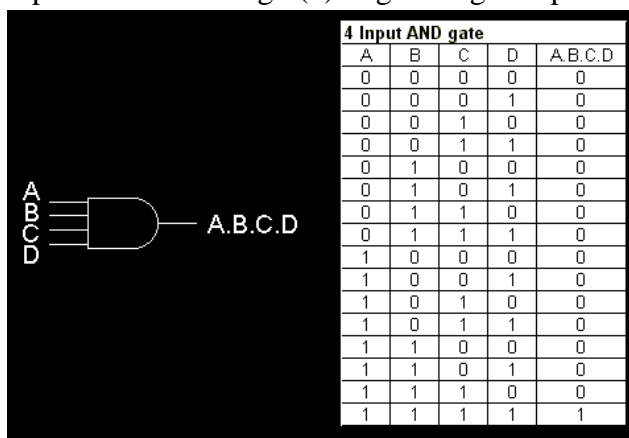 A
B
C
D
A.B.C.D
4 Input AND gate
A B C D A.B.C.D
0 0 0 0 0
0 0 0 1 0
0 0 1 0 0
0 0 1 1 0
0 1 0 0 0
0 1 0 1 0
0 1 1 0 0
0 1 1 1 0
1 0 0 0 0
1 0 0 1 0
1 0 1 0 0
1 0 1 1 0
1 1 0 0 0
1 1 0 1 0
1 1 1 0 0
1 1 1 1 1